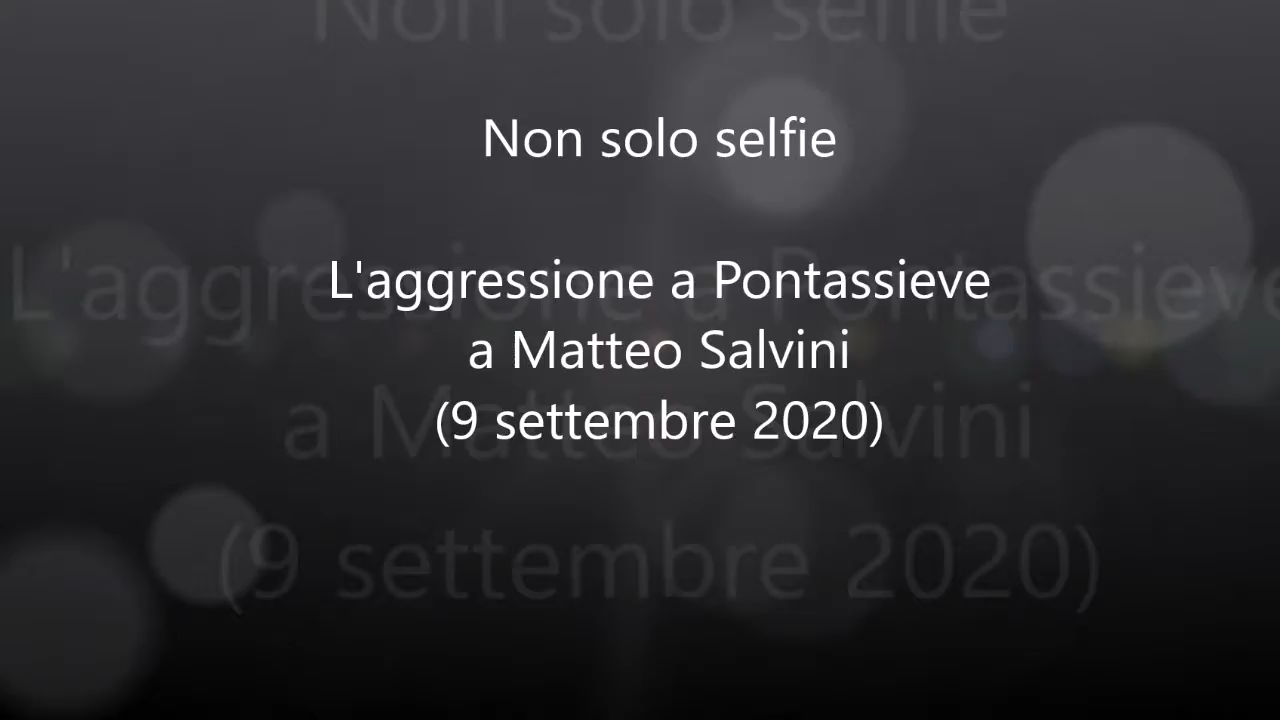 Non solo selfie
L'aggressione a Pontassieve
a Matteo Salvini
(9 settembre 2020)